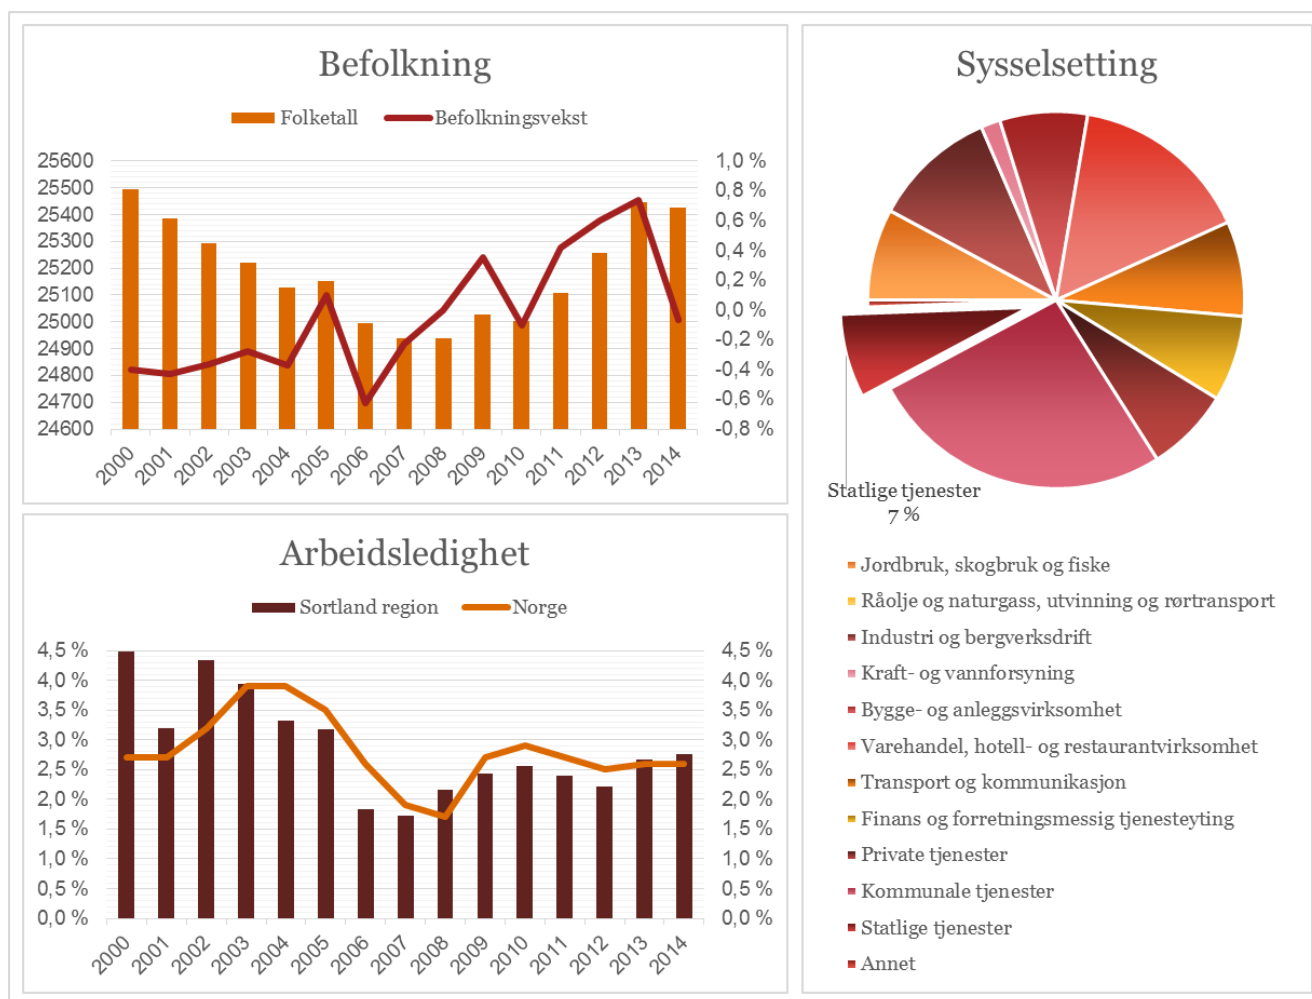 Befolkning
Folketall Befolkningsvekst
25600 1,0 %
25500 0,8 %
25400 0,6 %
25300 0,4 %
25200 0,2 %
25100 0,0 %
25000 -0,2 %
24900 -0,4 %
24800 -0,6 %
24700 -0,8 %
24600
2000 2001 2002 2003 2004 2005 2006 2007 2008 2009 2010 2011 2012 2013 2014
Arbeidsledighet
Sortland region Norge
4,5 % 4,5 %
4,0 % 4,0 %
3,5 % 3,5 %
3,0 % 3,0 %
2,5 % 2,5 %
2,0 % 2,0 %
1,5 % 1,5 %
1,0 % 1,0 %
0,5 % 0,5 %
0,0 % 0,0 %
2000 2001 2002 2003 2004 2005 2006 2007 2008 2009 2010 2011 2012 2013 2014
Sysselsetting
Statlige tjenester
7 %
Jordbruk, skogbruk og fiske
Råolje og naturgass, utvinning og rørtransport
Industri og bergverksdrift
Kraft- og vannforsyning
Bygge- og anleggsvirksomhet
Varehandel, hotell- og restaurantvirksomhet
Transport og kommunikasjon
Finans og forretningsmessig tjenesteyting
Private tjenester
Kommunale tjenester
Statlige tjenester
Annet